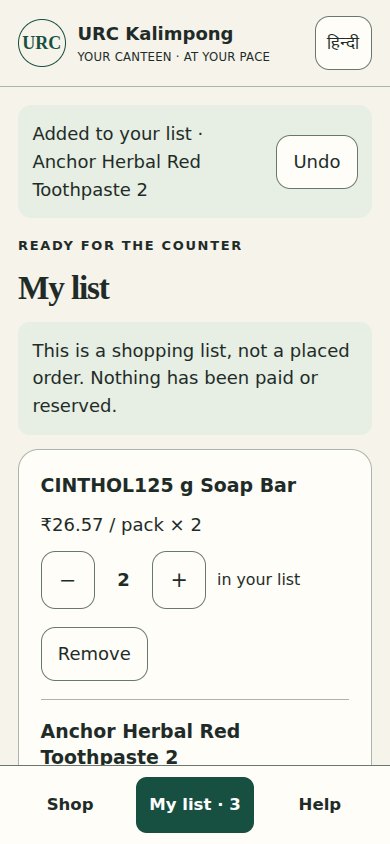 URC
URC Kalimpong
YOUR CANTEEN · AT YOUR PACE
हिन्दी
Added to your list ·
Anchor Herbal Red
Toothpaste 2
Undo
READY FOR THE COUNTER
My list
This is a shopping list, not a placed
order. Nothing has been paid or
reserved.
CINTHOL125 g Soap Bar
₹26.57 / pack × 2
− 2 + in your list
Remove
Anchor Herbal Red
Toothpaste 2
Shop My list · 3 Help